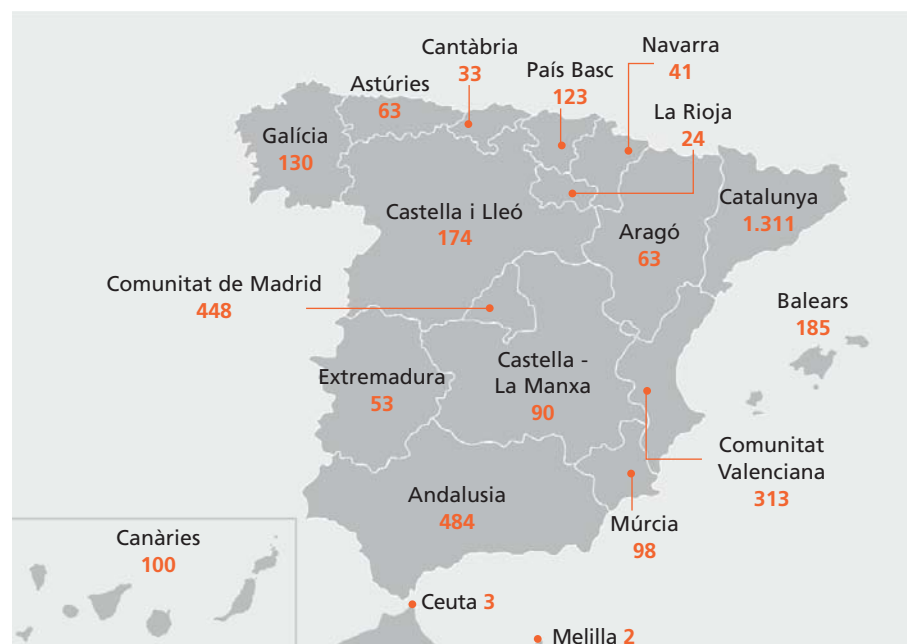 Cantàbria
33
Navarra
41
País Basc
123
Astúries
63
La Rioja
24
Galícia
130
Catalunya
1.311
Castella i Lleó
174
Aragó
63
Comunitat de Madrid
448
Balears
185
Castella -
La Manxa
90
Extremadura
53
Comunitat
Valenciana
313
Andalusia
484
Múrcia
98
Canàries
100
Ceuta 3
Melilla 2